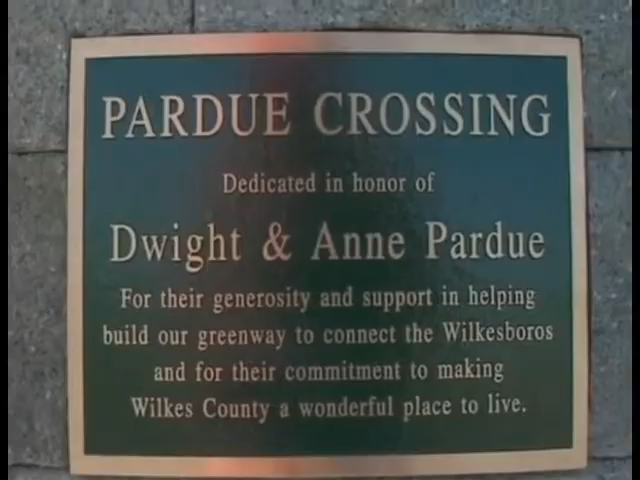 PARDUE CROSSING
Dedicated in honor of
Dwight & Anne Pardue
For their generosity and support in helping
build our greenway to connect the Wilkesboros
and for their commitment to making
Wilkes County a wonderful place to live.